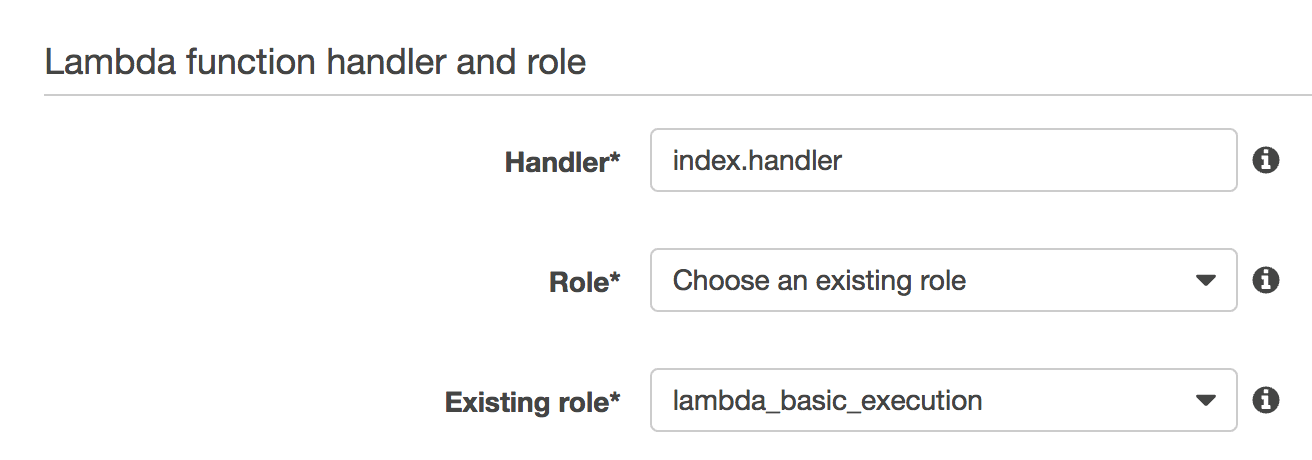 Lambda function handler and role
Handler* index.handler
Role* Choose an existing role
Existing role* lambda_basic_execution